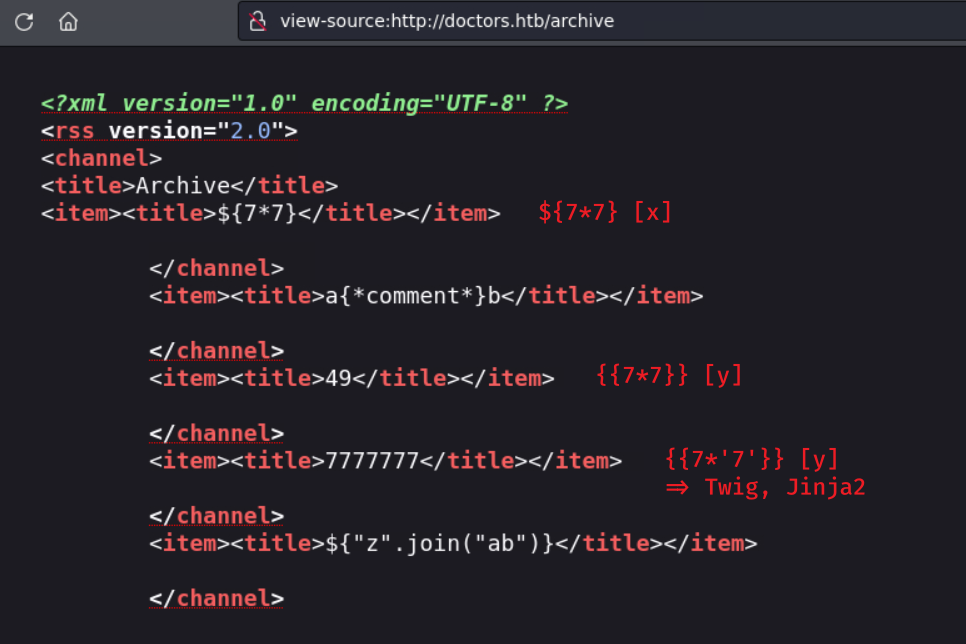 view-source:http://doctors.htb/archive
<?xml version="1.0" encoding="UTF-8" ?>
<rss version="2.0">
<channel>
<title>Archive</title>
<item><title>${7*7}</title></item> ${7*7} [x]
</channel>
<item><title>a{*comment*}b</title></item>
</channel>
<item><title>49</title></item> {{7*7}} [y]
</channel>
<item><title>7777777</title></item> {{7*'7'}} [y]
⇒ Twig, Jinja2
</channel>
<item><title>${"z".join("ab")}</title></item>
</channel>